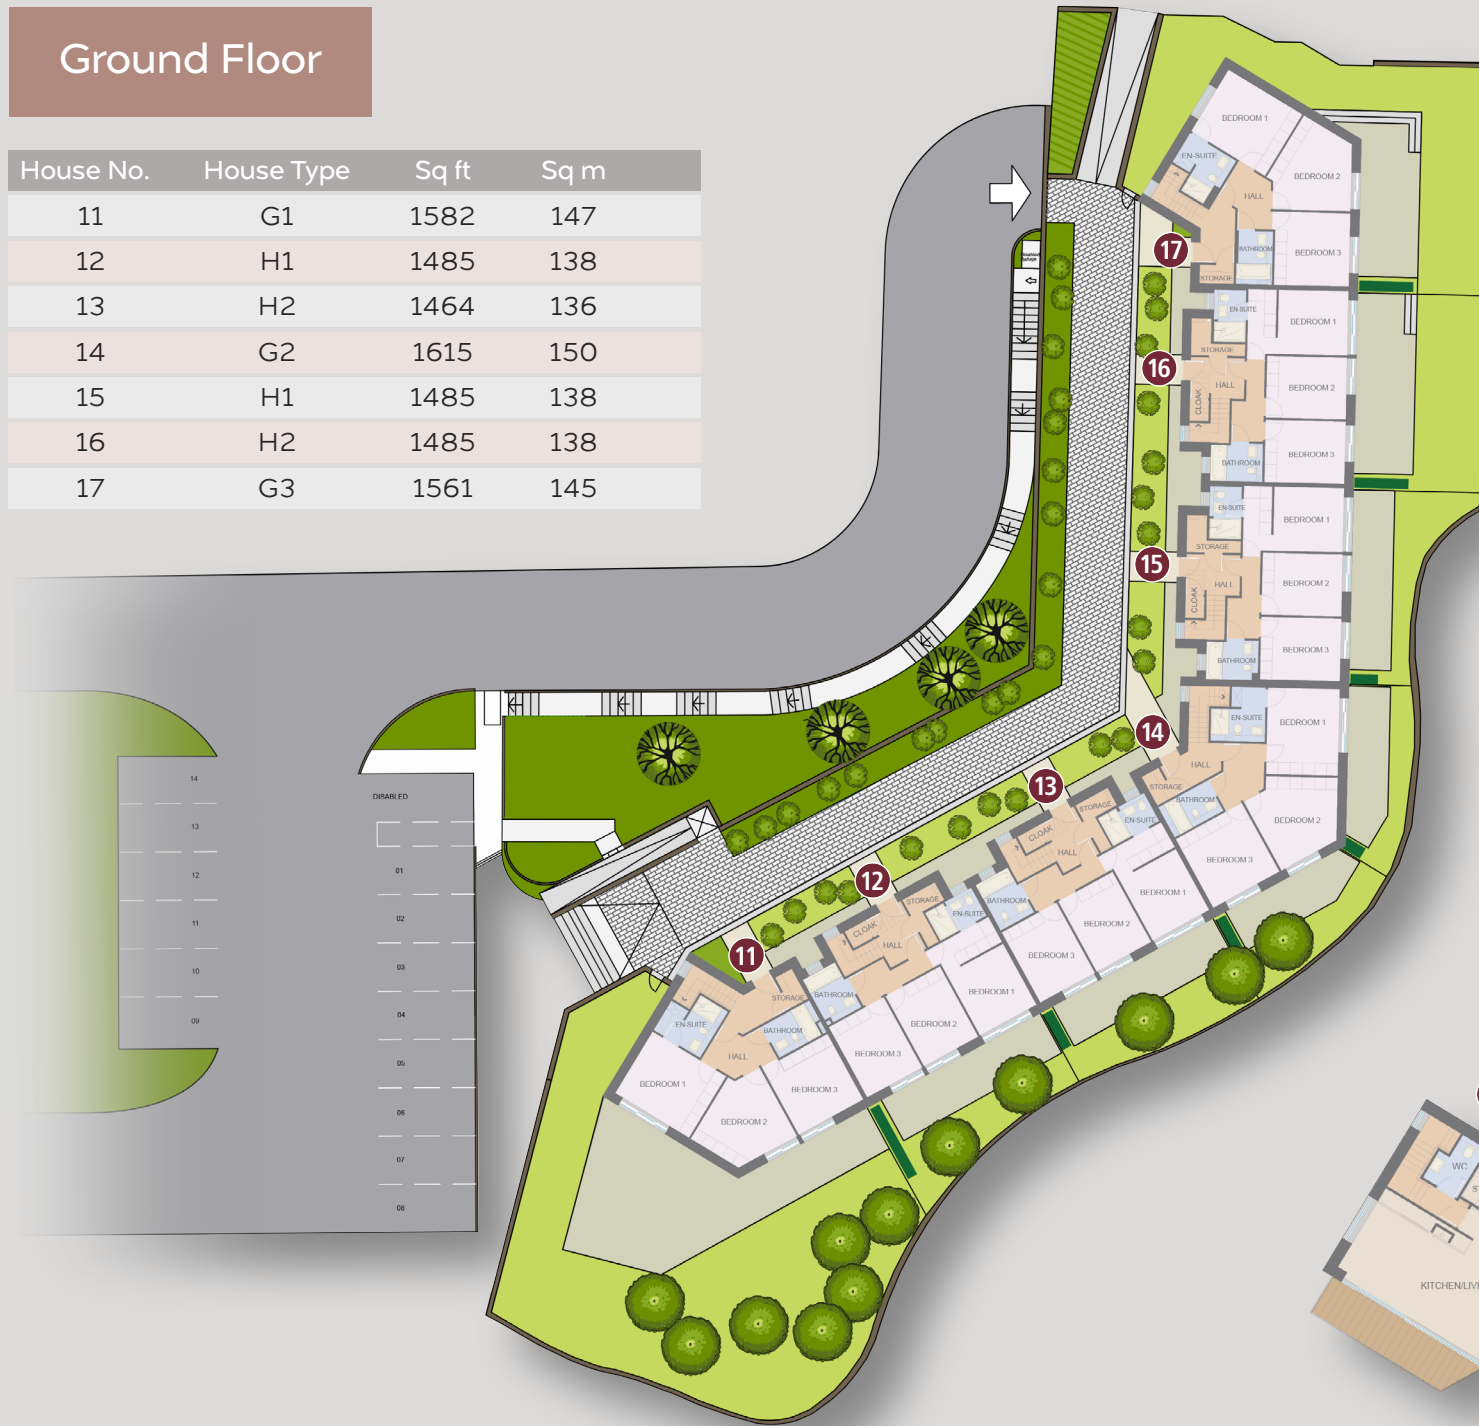 Ground Floor
House No. House Type Sq ft Sq m
11 G1 1582 147
12 H1 1485 138
13 H2 1464 136
14 G2 1615 150
15 H1 1485 138
16 H2 1485 138
17 G3 1561 145
BEDROOM 1
EN-SUITE
BEDROOM 2
HALL
17
BATHROOM
BEDROOM 3
STORAGE
EN-SUITE
BEDROOM 1
STORAGE
16
HALL
BEDROOM 2
CLOAK
BATHROOM
BEDROOM 3
EN-SUITE
BEDROOM 1
STORAGE
15
HALL
BEDROOM 2
CLOAK
BATHROOM
BEDROOM 3
14
EN-SUITE
BEDROOM 1
HALL
STORAGE
BATHROOM
BEDROOM 2
BEDROOM 3
13
STORAGE
EN-SUITE
CLOAK
HALL
BATHROOM
BEDROOM 1
BEDROOM 2
BEDROOM 3
12
STORAGE
EN-SUITE
CLOAK
HALL
BATHROOM
BEDROOM 1
BEDROOM 2
BEDROOM 3
11
STORAGE
EN-SUITE
BATHROOM
HALL
BEDROOM 1
BEDROOM 3
BEDROOM 2
14
13
12
11
10
09
DISABLED
01
02
03
04
05
06
07
08
WC
KITCHEN/LIVI